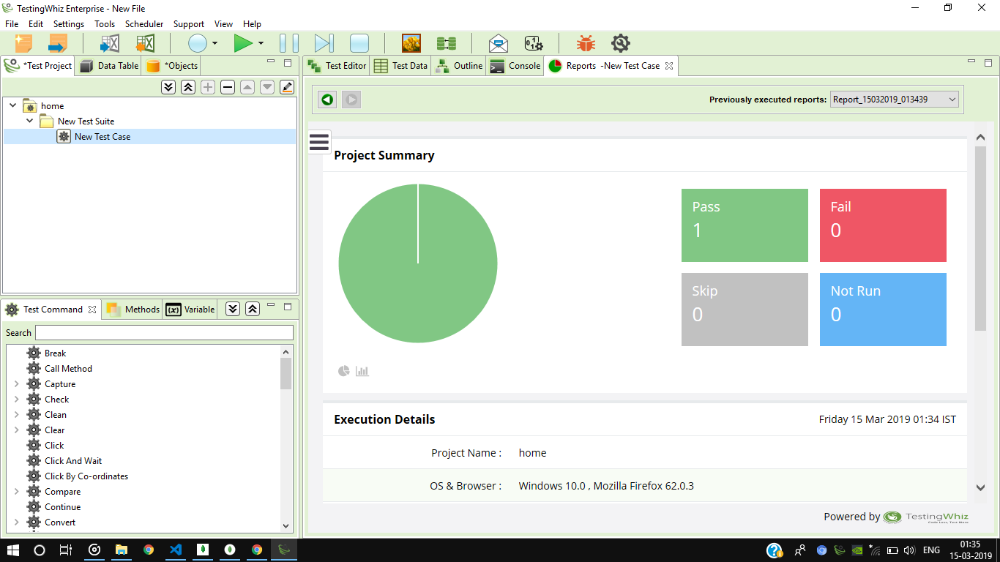 TestingWhiz Enterprise - New File
File Edit Settings Tools Scheduler Support View Help
*Test Project Data Table *Objects
home
New Test Suite
New Test Case
Test Command Methods (x) Variable
Search
Break
Call Method
Capture
Check
Clean
Clear
Click
Click And Wait
Click By Co-ordinates
Compare
Continue
Convert
Test Editor Test Data Outline Console Reports -New Test Case
Previously executed reports: Report_15032019_013439
Project Summary
Pass
1
Fail
0
Skip
0
Not Run
0
Execution Details Friday 15 Mar 2019 01:34 IST
Project Name : home
OS & Browser : Windows 10.0 , Mozilla Firefox 62.0.3
Powered by TestingWhiz
Code Less, Test More
ENG
01:35
15-03-2019